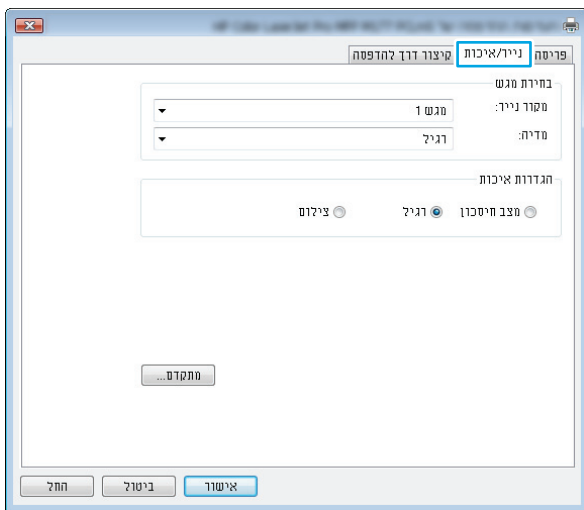 פריסה נייר/איכות קיצור דרך להדפסה
בחירת מגש
מקור נייר: מגש 1
מדיה: רגיל
הגדרות איכות
מצב חיסכון רגיל צילום
מתקדם...
אישור ביטול החל